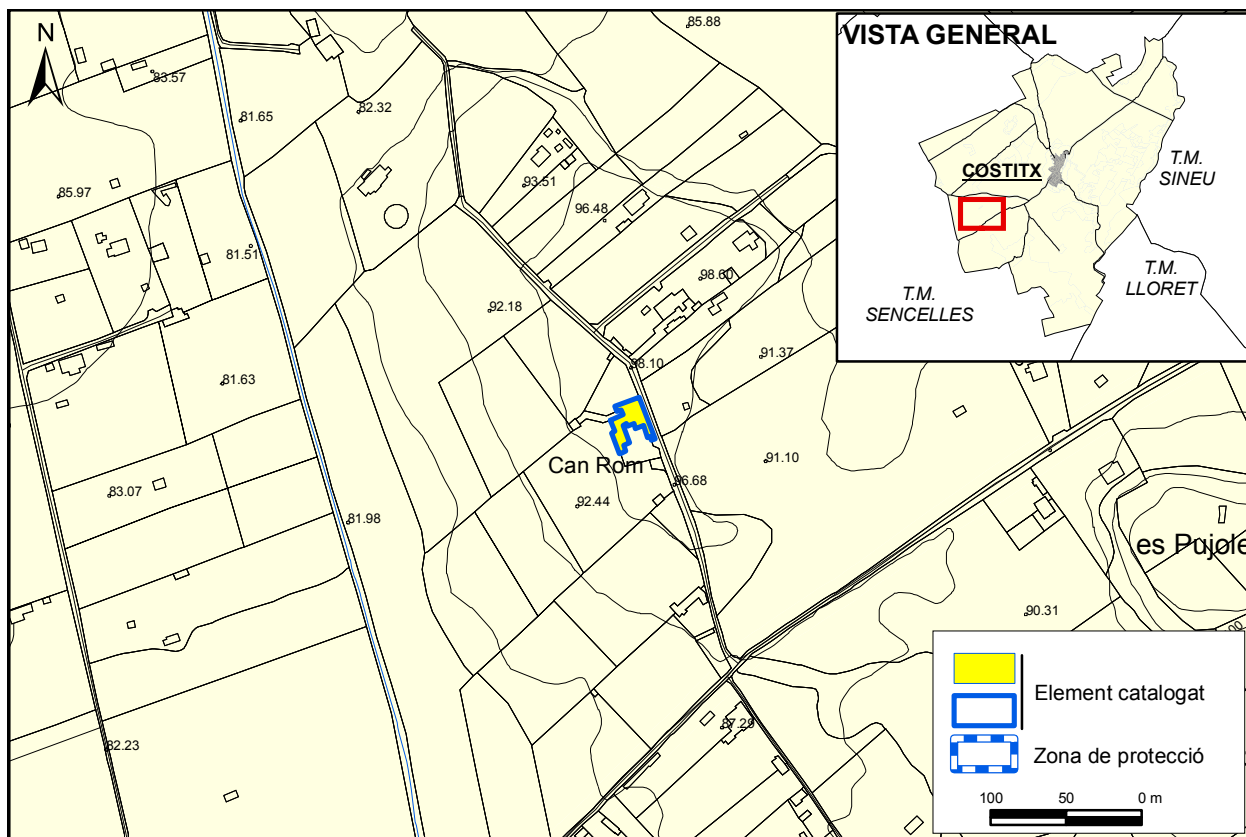 N
85.88
83.57
81.65
82.32
85.97
93.51
96.48
81.51
98.60
92.18
98.10
91.37
81.63
Can Rom
91.10
96.68
83.07
92.44
81.98
es Pujole
90.31
87.29
82.23
VISTA GENERAL
COSTITX
T.M.
SINEU
T.M.
LLORET
T.M.
SENCELLES
Element catalogat
Zona de protecció
100 50 0 m